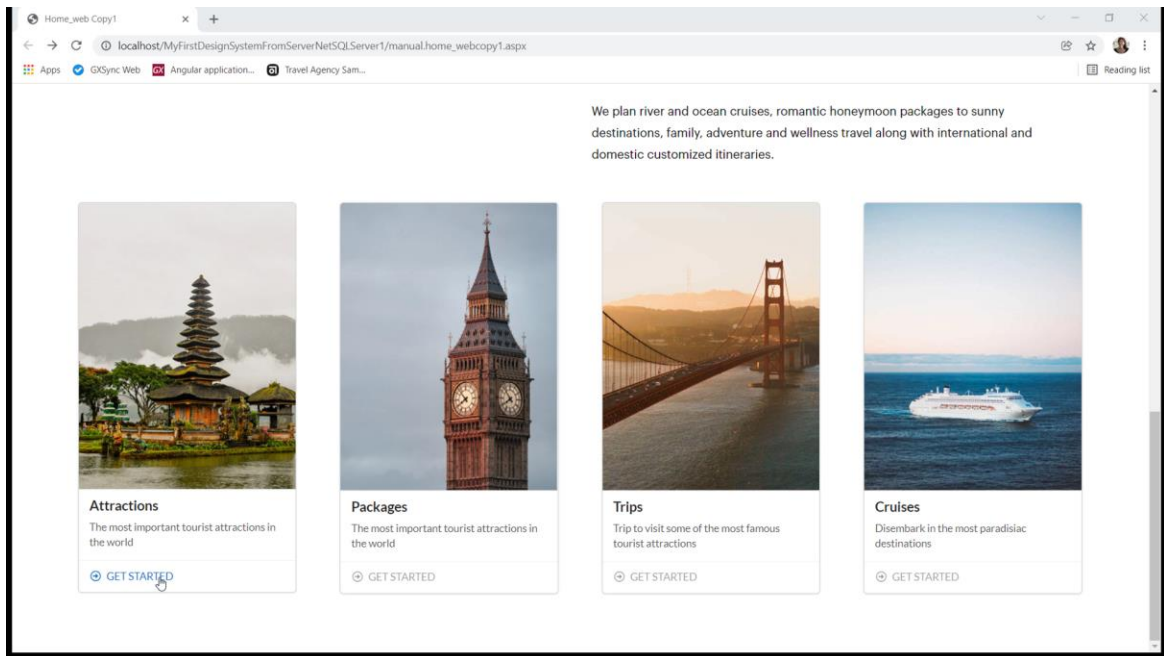 Home_web Copy1
localhost/MyFirstDesignSystemFromServerNetSQLServer1/manual.home_webcopy1.aspx
Apps GXSync Web GX Angular application... Travel Agency Sam... Reading list
We plan river and ocean cruises, romantic honeymoon packages to sunny
destinations, family, adventure and wellness travel along with international and
domestic customized itineraries.
Attractions
The most important tourist attractions in
the world
GET STARTED
Packages
The most important tourist attractions in
the world
GET STARTED
Trips
Trip to visit some of the most famous
tourist attractions
GET STARTED
Cruises
Disembark in the most paradisiac
destinations
GET STARTED